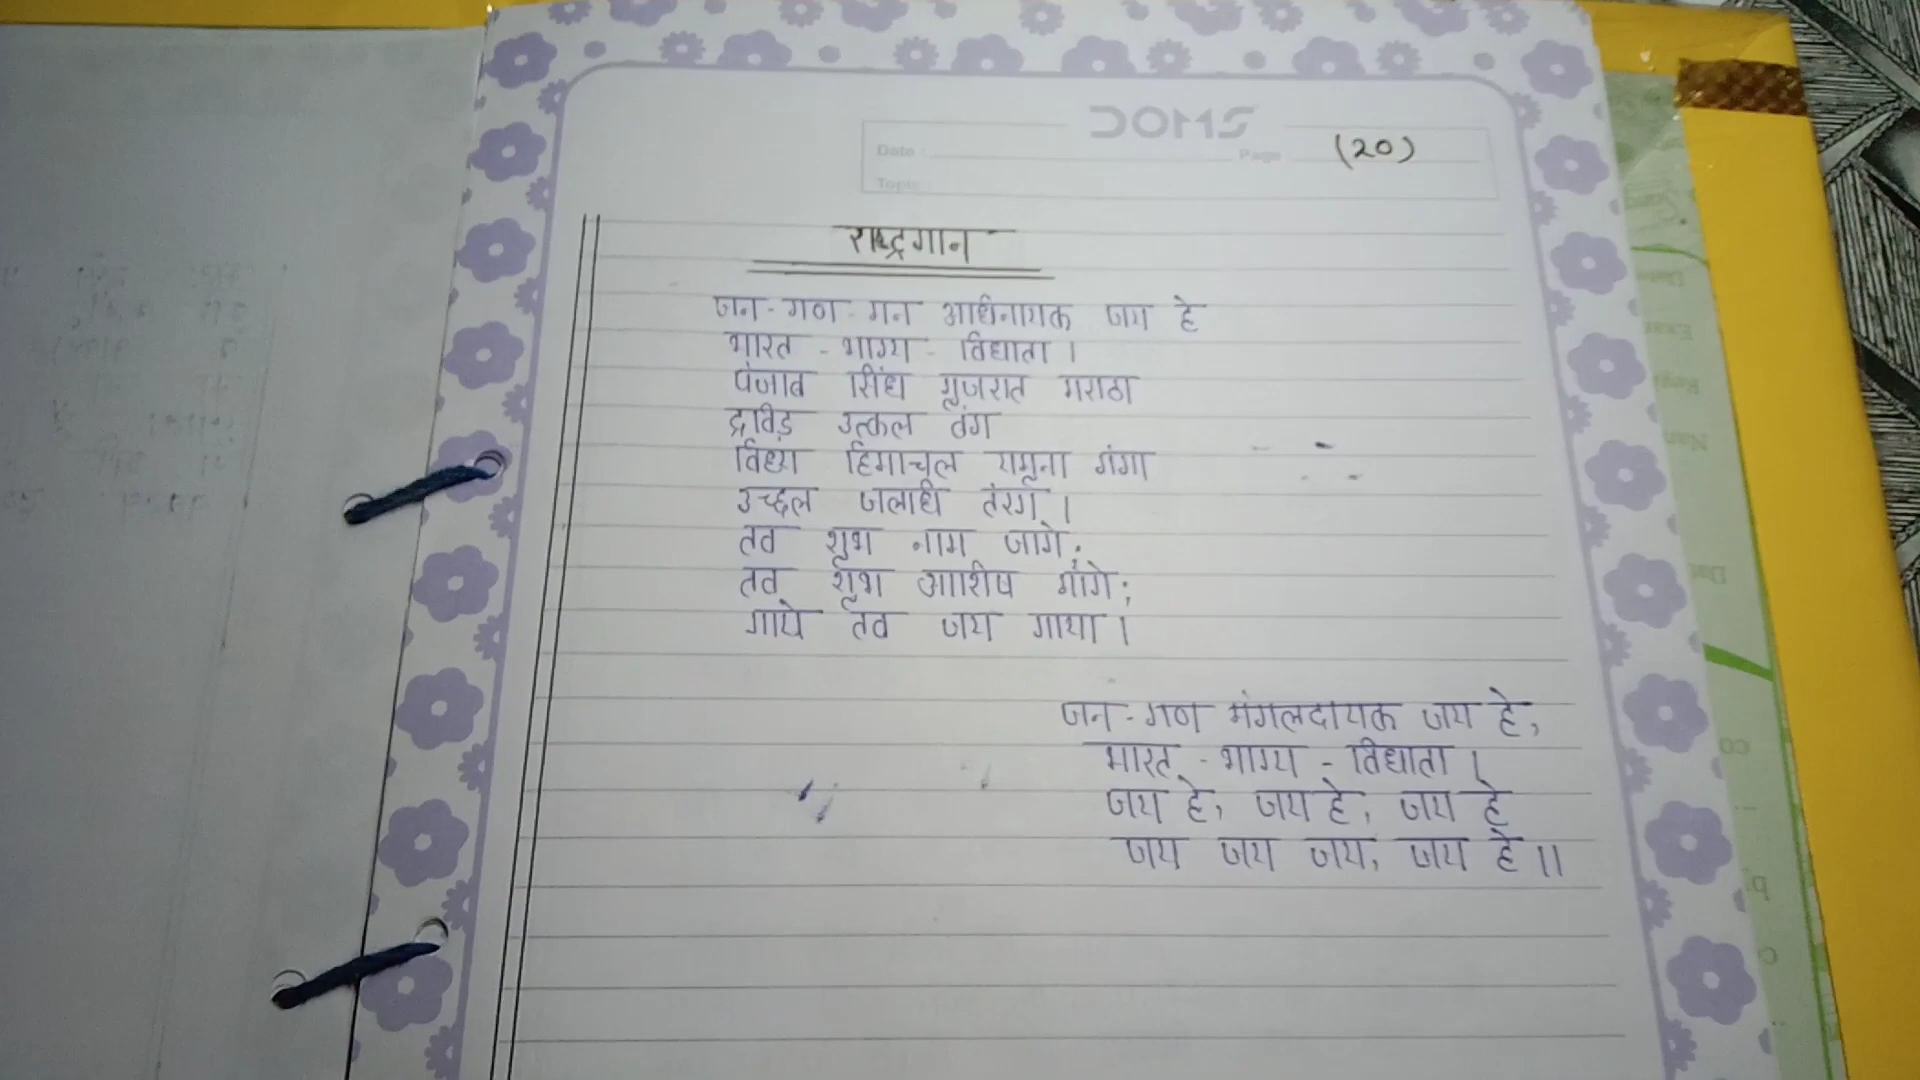 DOMS
Date :
Page (20)
Topic :
राष्ट्रगान
जन - गण - मन अधिनायक जय हे
भारत - भाग्य - विधाता ।
पंजाब सिंध गुजरात मराठा
द्रविड़ उत्कल वंग
विंध्य हिमाचल यमुना गंगा
उच्छल जलधि तंरग ।
तव शुभ नाम जागे;
तव शुभ आशिष माँगे;
गाये तव जय गाथा ।
जन - गण मंगलदायक जय हे,
भारत - भाग्य - विधाता ।
जय हे, जय हे, जय हे
जय जय जय, जय हे ॥